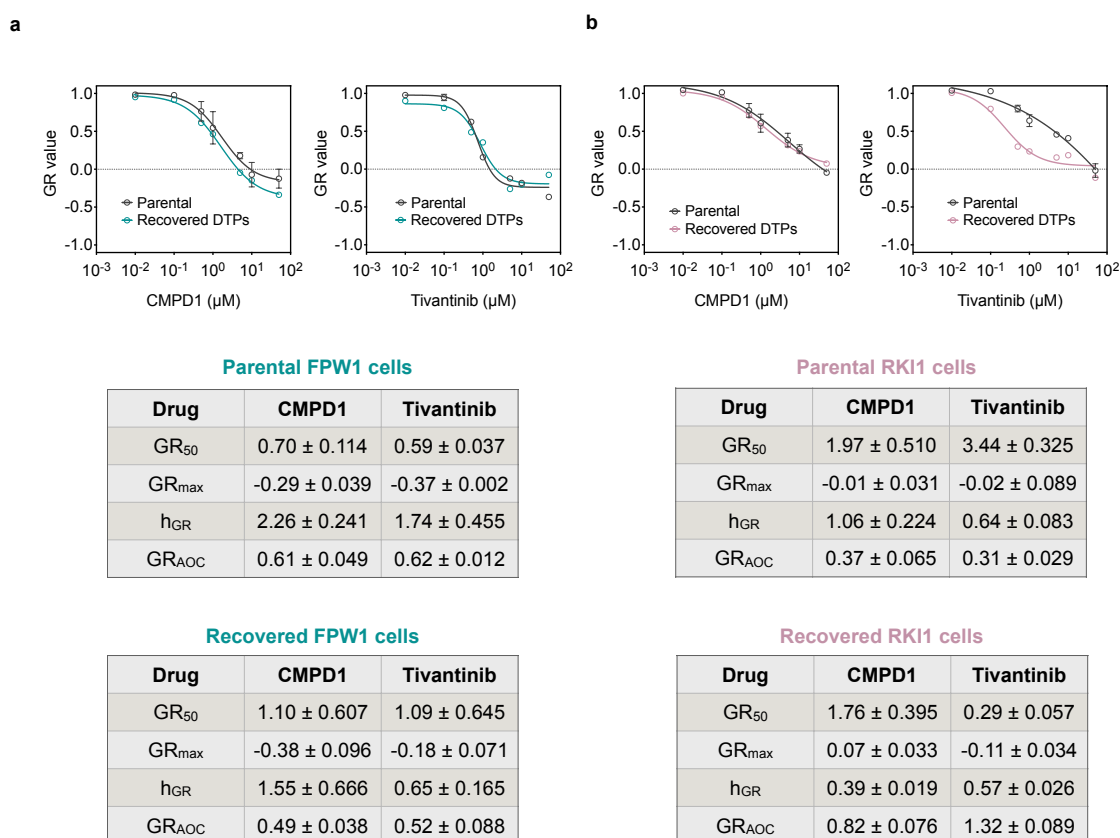 a
b
GR value
1.0
0.5
0.0
-0.5
-1.0
Parental
Recovered DTPs
10-3 10-2 10-1 100 101 102
CMPD1 (µM)
GR value
1.0
0.5
0.0
-0.5
-1.0
Parental
Recovered DTPs
10-3 10-2 10-1 100 101 102
Tivantinib (µM)
GR value
1.0
0.5
0.0
-0.5
-1.0
Parental
Recovered DTPs
10-3 10-2 10-1 100 101 102
CMPD1 (µM)
GR value
1.0
0.5
0.0
-0.5
-1.0
Parental
Recovered DTPs
10-3 10-2 10-1 100 101 102
Tivantinib (µM)
Parental FPW1 cells
Drug CMPD1 Tivantinib
GR50 0.70 ± 0.114 0.59 ± 0.037
GRmax -0.29 ± 0.039 -0.37 ± 0.002
hGR 2.26 ± 0.241 1.74 ± 0.455
GRAOC 0.61 ± 0.049 0.62 ± 0.012
Parental RKI1 cells
Drug CMPD1 Tivantinib
GR50 1.97 ± 0.510 3.44 ± 0.325
GRmax -0.01 ± 0.031 -0.02 ± 0.089
hGR 1.06 ± 0.224 0.64 ± 0.083
GRAOC 0.37 ± 0.065 0.31 ± 0.029
Recovered FPW1 cells
Drug CMPD1 Tivantinib
GR50 1.10 ± 0.607 1.09 ± 0.645
GRmax -0.38 ± 0.096 -0.18 ± 0.071
hGR 1.55 ± 0.666 0.65 ± 0.165
GRAOC 0.49 ± 0.038 0.52 ± 0.088
Recovered RKI1 cells
Drug CMPD1 Tivantinib
GR50 1.76 ± 0.395 0.29 ± 0.057
GRmax 0.07 ± 0.033 -0.11 ± 0.034
hGR 0.39 ± 0.019 0.57 ± 0.026
GRAOC 0.82 ± 0.076 1.32 ± 0.089